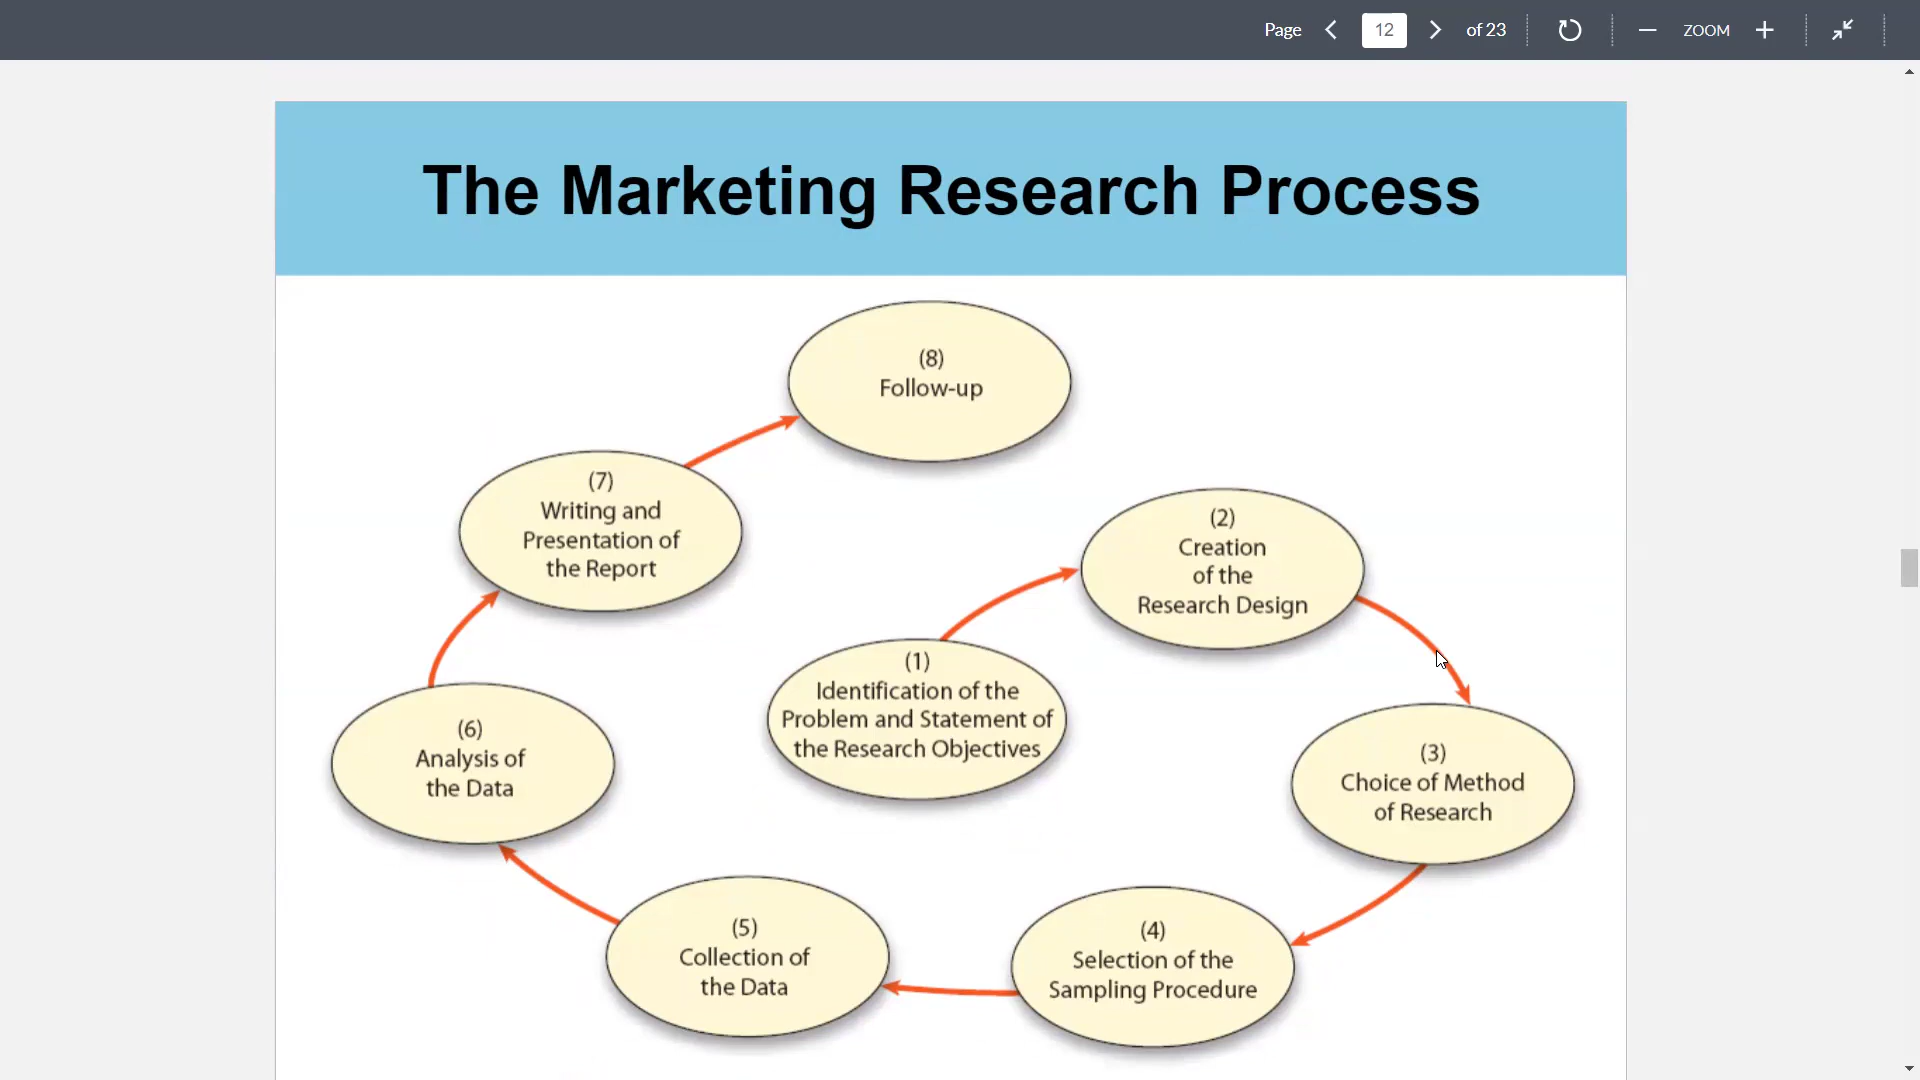 Page 12 of 23 ZOOM
The Marketing Research Process
(8)
Follow-up
(7)
Writing and
Presentation of
the Report
(2)
Creation
of the
Research Design
(1)
Identification of the
Problem and Statement of
the Research Objectives
(6)
Analysis of
the Data
(3)
Choice of Method
of Research
(5)
Collection of
the Data
(4)
Selection of the
Sampling Procedure